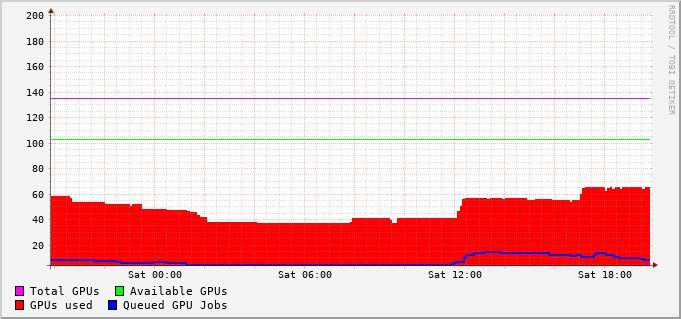 200
180
160
140
120
100
80
60
40
20
Sat 00:00 Sat 06:00 Sat 12:00 Sat 18:00
Total GPUs Available GPUs
GPUs used Queued GPU Jobs
RRDTOOL / TOBI OETIKER